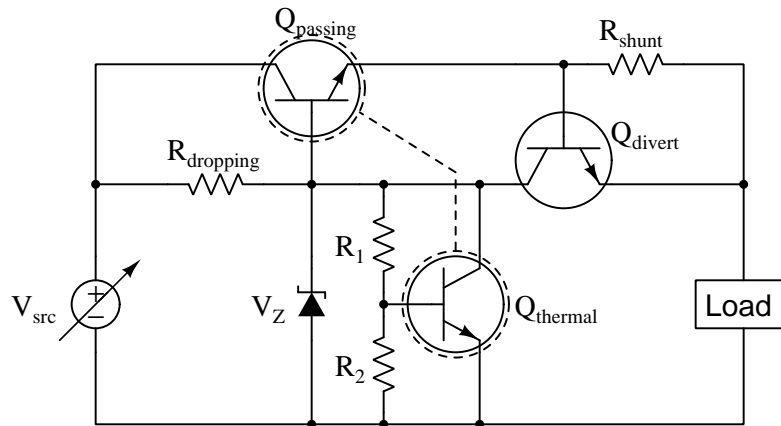 Qpassing
Rshunt
Rdropping
Qdivert
R1
Vsrc
VZ
Qthermal
Load
R2